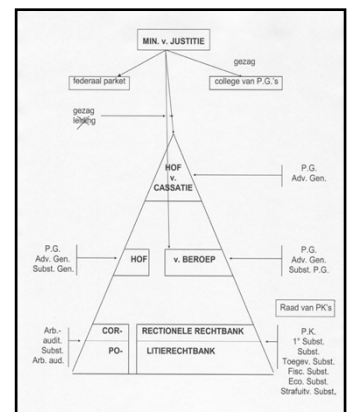 MIN. v. JUSTITIE
gezag
federaal parket
college van P.G.'s
gezag
leiding
HOF
v.
CASSATIE
P.G.
Adv. Gen.
P.G.
Adv. Gen.
Subst. Gen.
HOF
v. BEROEP
P.G.
Adv. Gen.
Subst. P.G.
Raad van PK's
Arb.-
audit.
Subst.
Arb. aud.
COR-
RECTIONELE RECHTBANK
PO-
LITIERECHTBANK
P.K.
1° Subst.
Subst.
Toegev. Subst.
Fisc. Subst.
Eco. Subst.
Strafuitv. Subst.